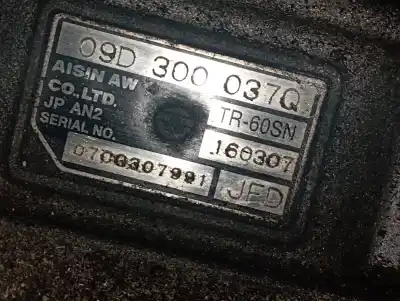 09D 300 037Q
AISIN AW
CO.,LTD.
JP AN2
SERIAL NO.
TR-60SN
160307
0700307991
JFD